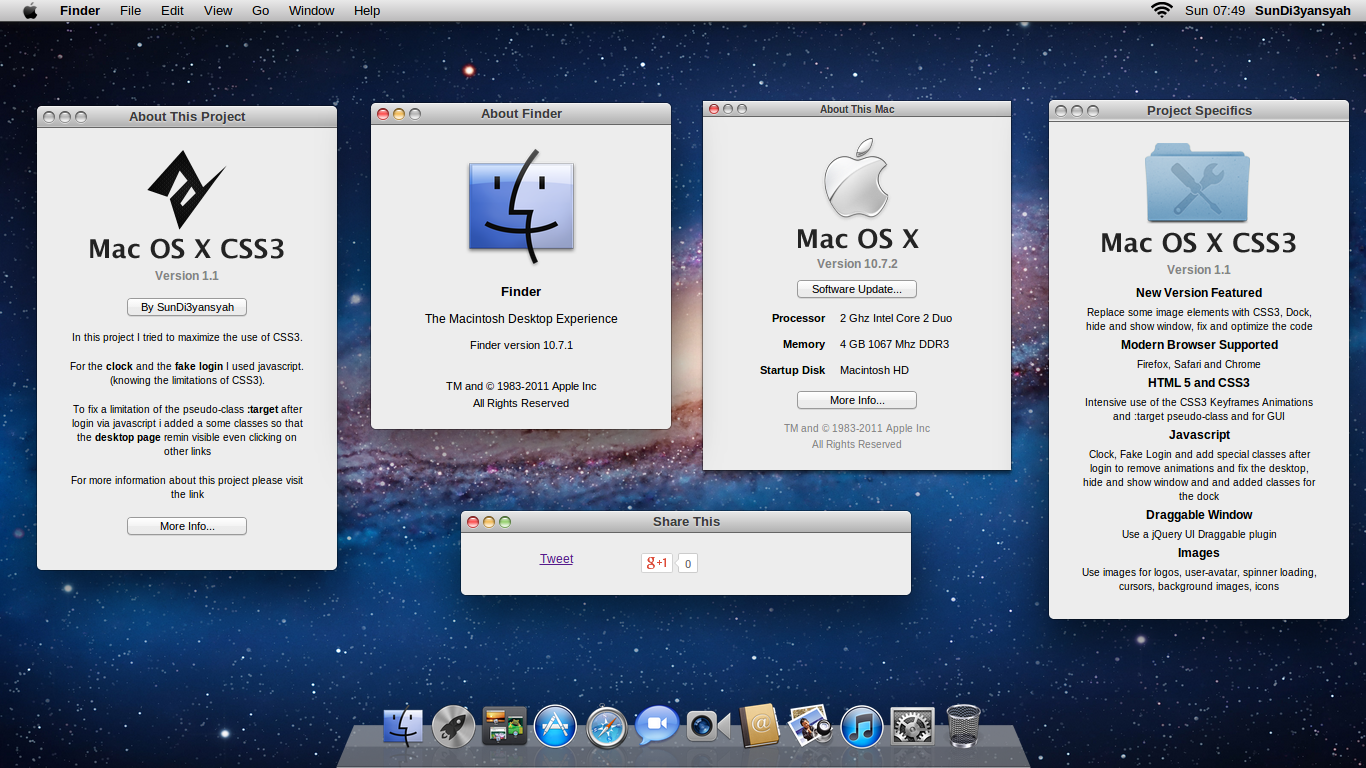 Finder File Edit View Go Window Help
Sun 07:49 SunDi3yansyah
About This Project
Mac OS X CSS3
Version 1.1
By SunDi3yansyah
In this project I tried to maximize the use of CSS3.
For the clock and the fake login I used javascript.
(knowing the limitations of CSS3).
To fix a limitation of the pseudo-class :target after
login via javascript i added a some classes so that
the desktop page remin visible even clicking on
other links
For more information about this project please visit
the link
More Info...
About Finder
Finder
The Macintosh Desktop Experience
Finder version 10.7.1
TM and © 1983-2011 Apple Inc
All Rights Reserved
About This Mac
Mac OS X
Version 10.7.2
Software Update...
Processor 2 Ghz Intel Core 2 Duo
Memory 4 GB 1067 Mhz DDR3
Startup Disk Macintosh HD
More Info...
TM and © 1983-2011 Apple Inc
All Rights Reserved
Project Specifics
Mac OS X CSS3
Version 1.1
New Version Featured
Replace some image elements with CSS3, Dock,
hide and show window, fix and optimize the code
Modern Browser Supported
Firefox, Safari and Chrome
HTML 5 and CSS3
Intensive use of the CSS3 Keyframes Animations
and :target pseudo-class and for GUI
Javascript
Clock, Fake Login and add special classes after
login to remove animations and fix the desktop,
hide and show window and and added classes for
the dock
Draggable Window
Use a jQuery UI Draggable plugin
Images
Use images for logos, user-avatar, spinner loading,
cursors, background images, icons
Share This
Tweet
g+1 0
@